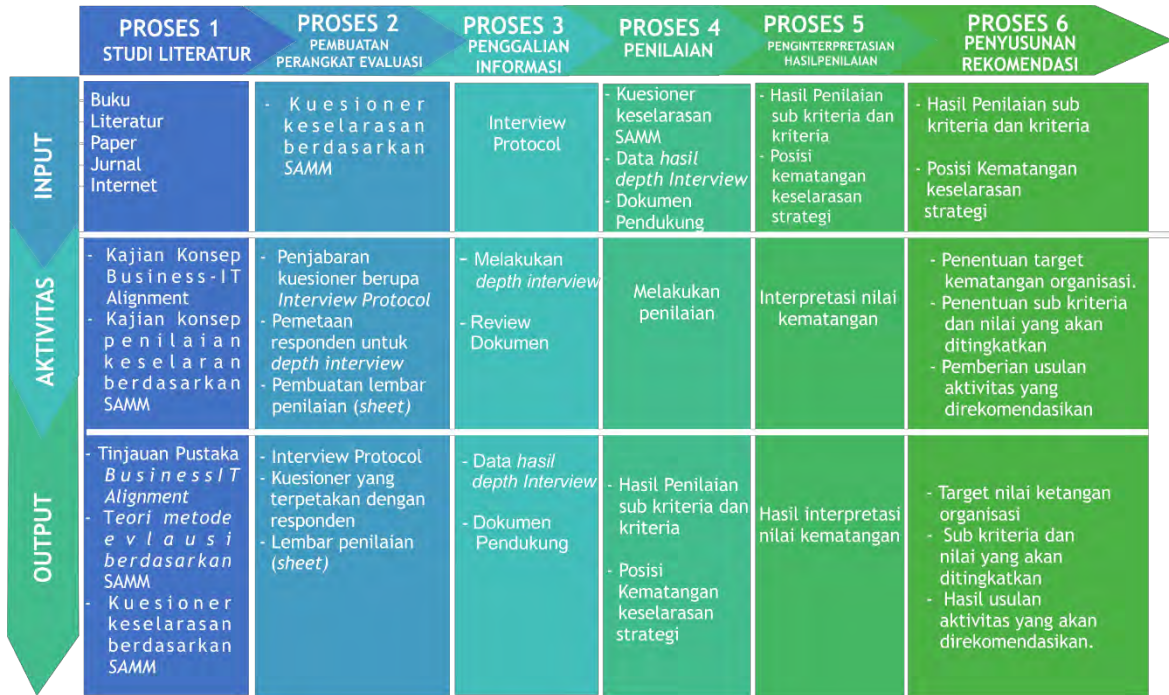 PROSES 1
STUDI LITERATUR
PROSES 2
PEMBUATAN
PERANGKAT EVALUASI
PROSES 3
PENGGALIAN
INFORMASI
PROSES 4
PENILAIAN
PROSES 5
PENGINTERPRETASIAN
HASILPENILAIAN
PROSES 6
PENYUSUNAN
REKOMENDASI
INPUT
Buku
Literatur
Paper
Jurnal
Internet
- Kuesioner
keselarasan
berdasarkan
SAMM
Interview
Protocol
- Kuesioner
keselarasan
SAMM
- Data hasil
depth Interview
- Dokumen
Pendukung
- Hasil Penilaian
sub kriteria dan
kriteria
- Posisi
kematangan
keselarasan
strategi
- Hasil Penilaian sub
kriteria dan kriteria
- Posisi Kematangan
keselarasan
strategi
AKTIVITAS
- Kajian Konsep
Business-IT
Alignment
- Kajian konsep
penilaian
keselaran
berdasarkan
SAMM
- Penjabaran
kuesioner berupa
Interview Protocol
- Pemetaan
responden untuk
depth interview
- Pembuatan lembar
penilaian (sheet)
- Melakukan
depth interview
- Review
Dokumen
Melakukan
penilaian
Interpretasi nilai
kematangan
- Penentuan target
kematangan organisasi.
- Penentuan sub kriteria
dan nilai yang akan
ditingkatkan
- Pemberian usulan
aktivitas yang
direkomendasikan
OUTPUT
- Tinjauan Pustaka
BusinessIT
Alignment
- Teori metode
evlausi
berdasarkan
SAMM
- Kuesioner
keselarasan
berdasarkan
SAMM
- Interview Protocol
- Kuesioner yang
terpetakan dengan
responden
- Lembar penilaian
(sheet)
- Data hasil
depth Interview
- Dokumen
Pendukung
- Hasil Penilaian
sub kriteria dan
kriteria
- Posisi
Kematangan
keselarasan
strategi
Hasil interpretasi
nilai kematangan
- Target nilai ketangan
organisasi
- Sub kriteria dan
nilai yang akan
ditingkatkan
- Hasil usulan
aktivitas yang akan
direkomendasikan.